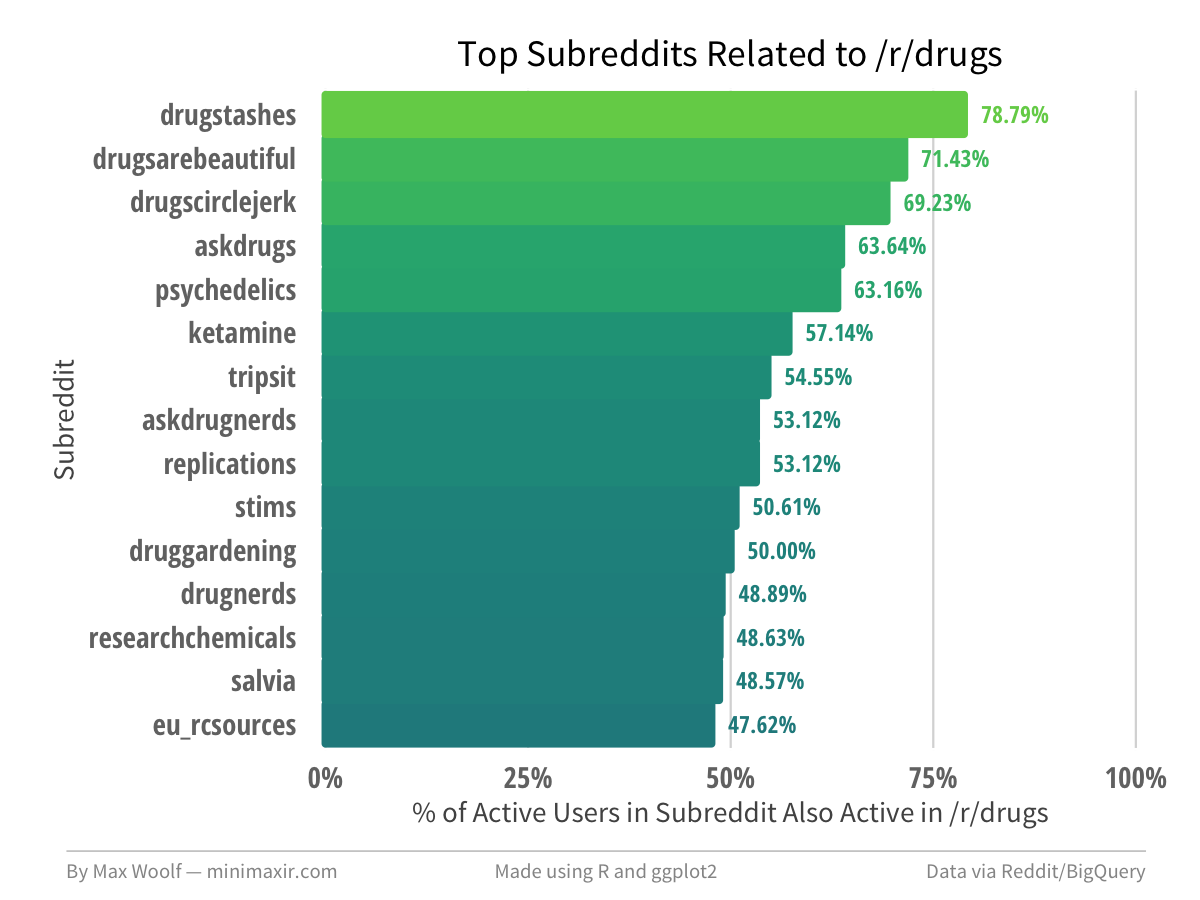 Top Subreddits Related to /r/drugs
drugstashes 78.79%
drugsarebeautiful 71.43%
drugscirclejerk 69.23%
askdrugs 63.64%
psychedelics 63.16%
ketamine 57.14%
tripsit 54.55%
askdrugnerds 53.12%
replications 53.12%
stims 50.61%
druggardening 50.00%
drugnerds 48.89%
researchchemicals 48.63%
salvia 48.57%
eu_rcsources 47.62%
Subreddit
0% 25% 50% 75% 100%
% of Active Users in Subreddit Also Active in /r/drugs
By Max Woolf — minimaxir.com Made using R and ggplot2 Data via Reddit/BigQuery